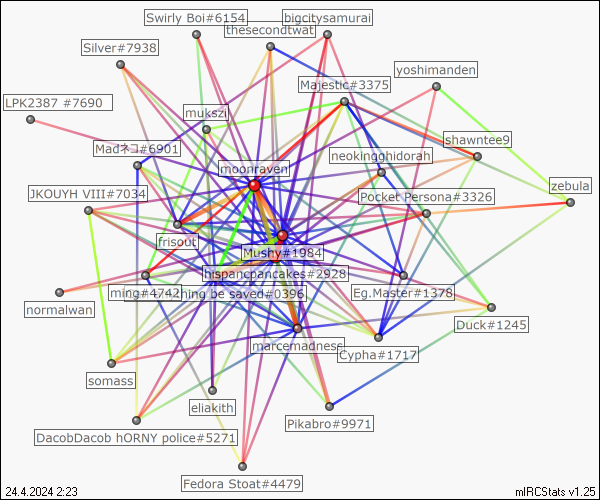 Swirly Boi#6154
bigcitysamurai
thesecondtwat
Silver#7938
yoshimanden
Majestic#3375
LPK2387 #7690
mukszi
shawntee9
Madネコ#6901
neokingghidorah
moonraven
zebula
JKOUYH VIII#7034
Pocket Persona#3326
frisout
Mushy#1984
hispancpancakes#2928
ming#4742
hing be saved#0396
Eg.Master#1378
normalwan
Duck#1245
marcemadness
Cypha#1717
somass
eliakith
Pikabro#9971
DacobDacob hORNY police#5271
Fedora Stoat#4479
24.4.2024 2:23
mIRCStats v1.25